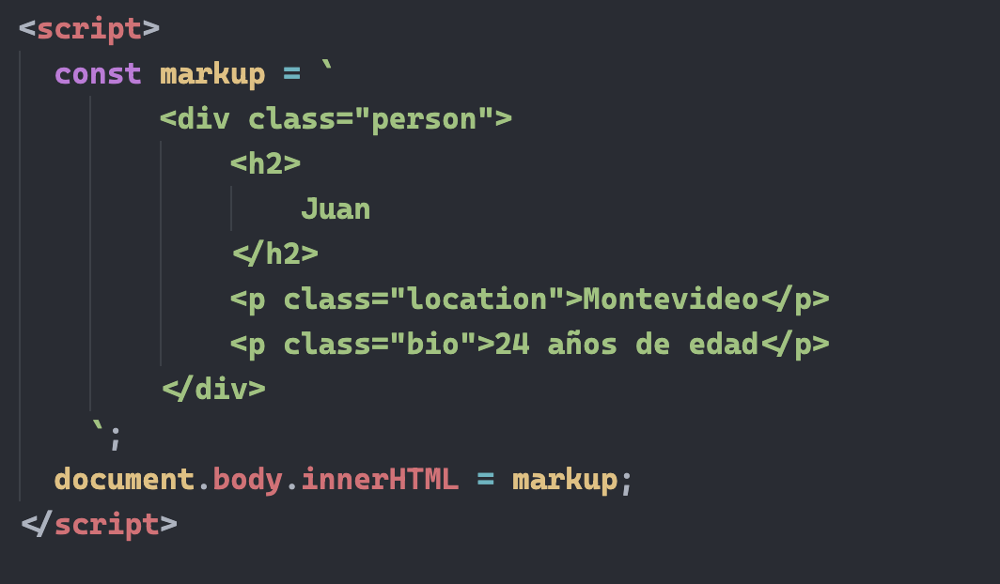 <script>
  const markup = `
        <div class="person">
            <h2>
                Juan
            </h2>
            <p class="location">Montevideo</p>
            <p class="bio">24 años de edad</p>
        </div>
    `;
  document.body.innerHTML = markup;
</script>